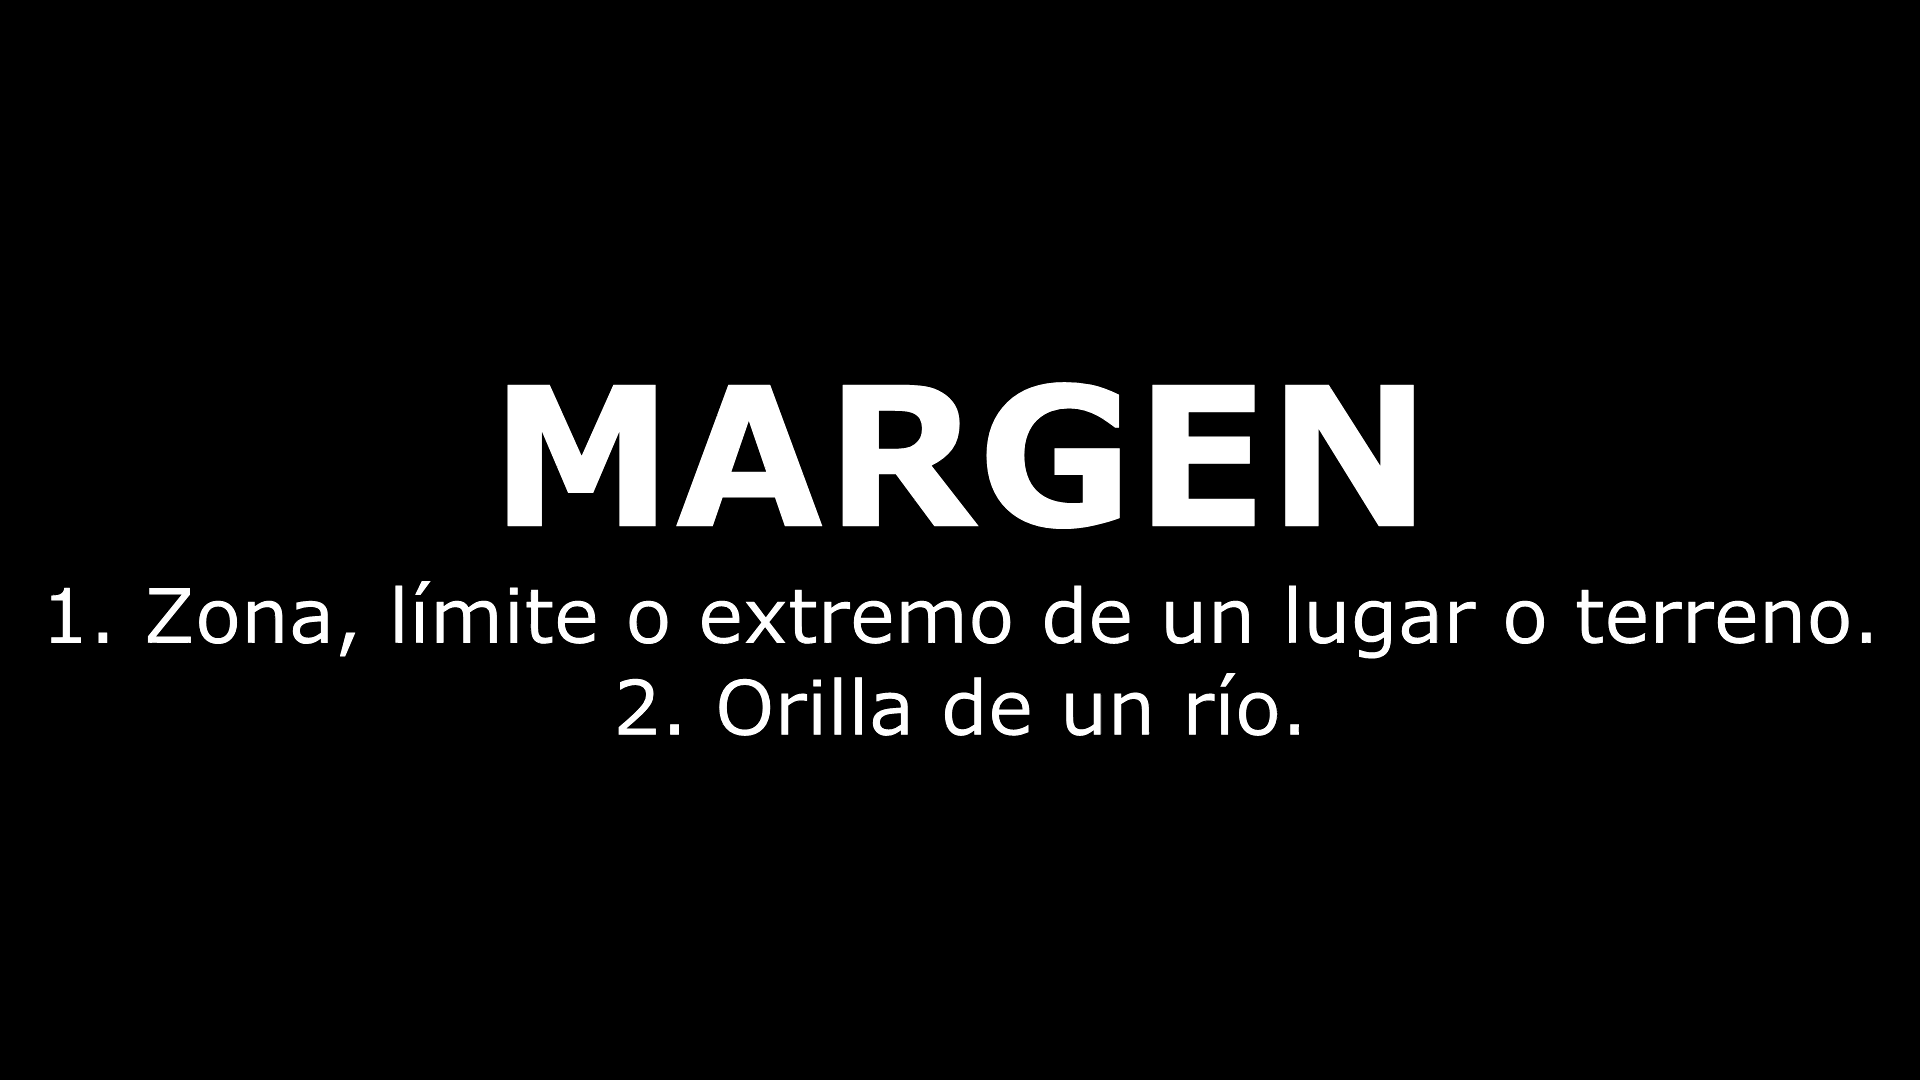 MARGEN
1. Zona, límite o extremo de un lugar o terreno.
2. Orilla de un río.